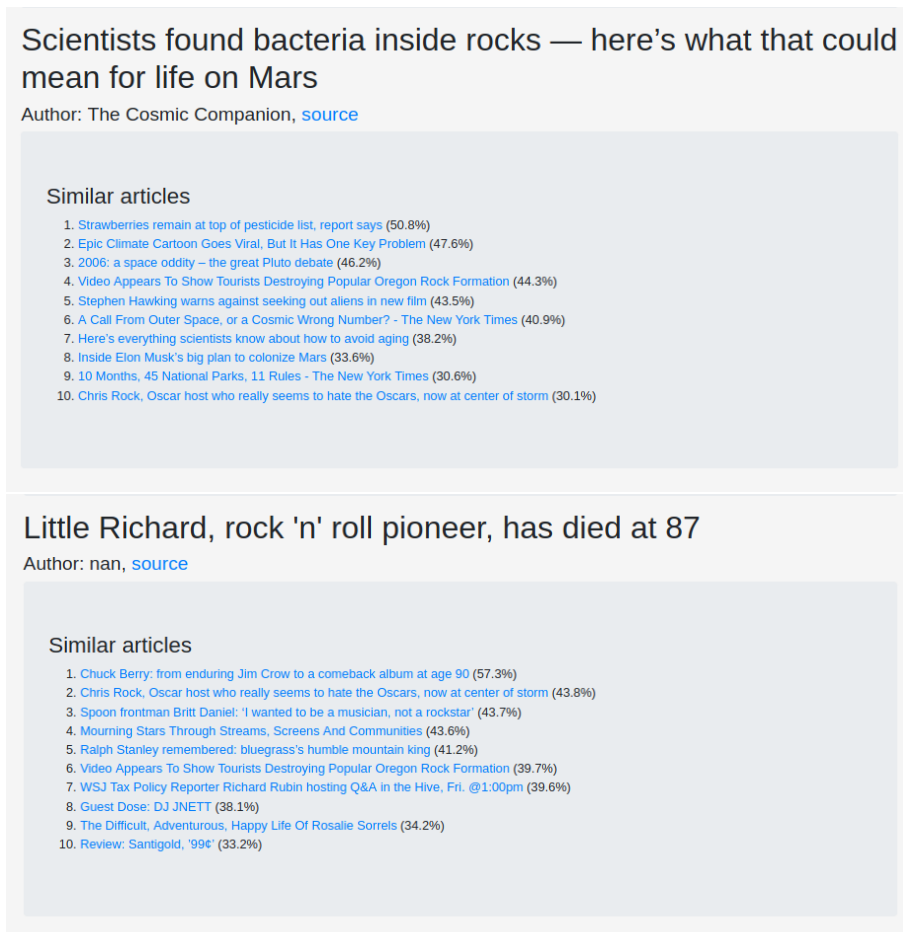 Scientists found bacteria inside rocks — here’s what that could
mean for life on Mars
Author: The Cosmic Companion, source
Similar articles
1. Strawberries remain at top of pesticide list, report says (50.8%)
2. Epic Climate Cartoon Goes Viral, But It Has One Key Problem (47.6%)
3. 2006: a space oddity – the great Pluto debate (46.2%)
4. Video Appears To Show Tourists Destroying Popular Oregon Rock Formation (44.3%)
5. Stephen Hawking warns against seeking out aliens in new film (43.5%)
6. A Call From Outer Space, or a Cosmic Wrong Number? - The New York Times (40.9%)
7. Here’s everything scientists know about how to avoid aging (38.2%)
8. Inside Elon Musk’s big plan to colonize Mars (33.6%)
9. 10 Months, 45 National Parks, 11 Rules - The New York Times (30.6%)
10. Chris Rock, Oscar host who really seems to hate the Oscars, now at center of storm (30.1%)
Little Richard, rock 'n' roll pioneer, has died at 87
Author: nan, source
Similar articles
1. Chuck Berry: from enduring Jim Crow to a comeback album at age 90 (57.3%)
2. Chris Rock, Oscar host who really seems to hate the Oscars, now at center of storm (43.8%)
3. Spoon frontman Britt Daniel: ‘I wanted to be a musician, not a rockstar’ (43.7%)
4. Mourning Stars Through Streams, Screens And Communities (43.6%)
5. Ralph Stanley remembered: bluegrass’s humble mountain king (41.2%)
6. Video Appears To Show Tourists Destroying Popular Oregon Rock Formation (39.7%)
7. WSJ Tax Policy Reporter Richard Rubin hosting Q&A in the Hive, Fri. @1:00pm (39.6%)
8. Guest Dose: DJ JNETT (38.1%)
9. The Difficult, Adventurous, Happy Life Of Rosalie Sorrels (34.2%)
10. Review: Santigold, ’99¢’ (33.2%)